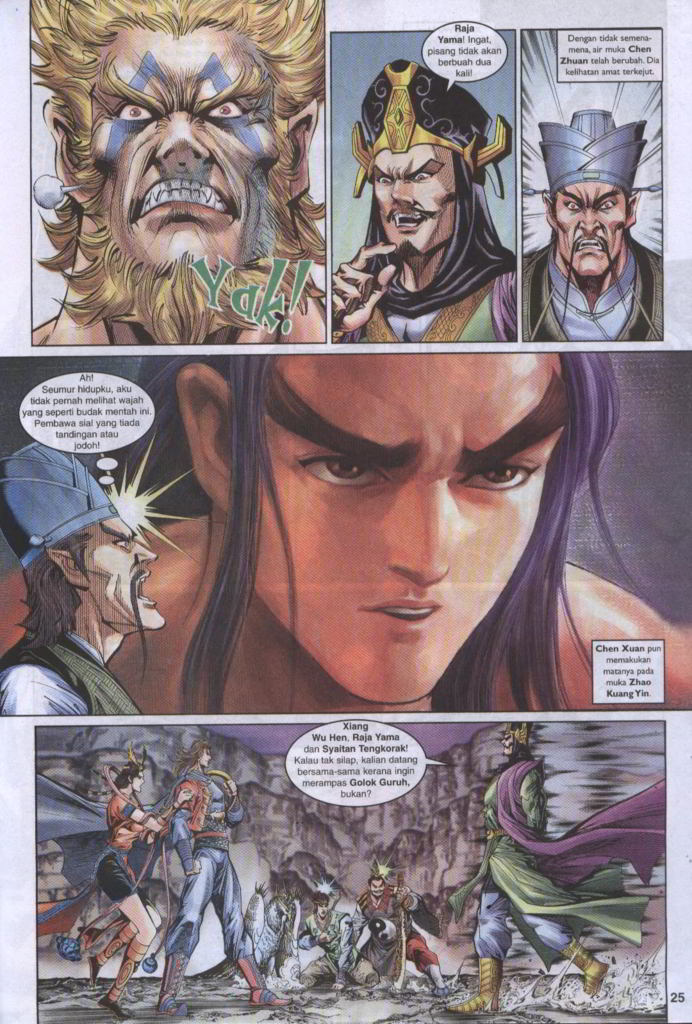 Yak!
Raja
Yama! Ingat,
pisang tidak akan
berbuah dua
kali!
Dengan tidak semena-
mena, air muka Chen
Zhuan telah berubah. Dia
kelihatan amat terkejut.
Ah!
Seumur hidupku, aku
tidak pernah melihat wajah
yang seperti budak mentah ini.
Pembawa sial yang tiada
tandingan atau
jodoh!
Chen Xuan pun
memakukan
matanya pada
muka Zhao
Kuang Yin.
Xiang
Wu Hen, Raja Yama
dan Syaitan Tengkorak!
Kalau tak silap, kalian datang
bersama-sama kerana ingin
merampas Golok Guruh,
bukan?
25